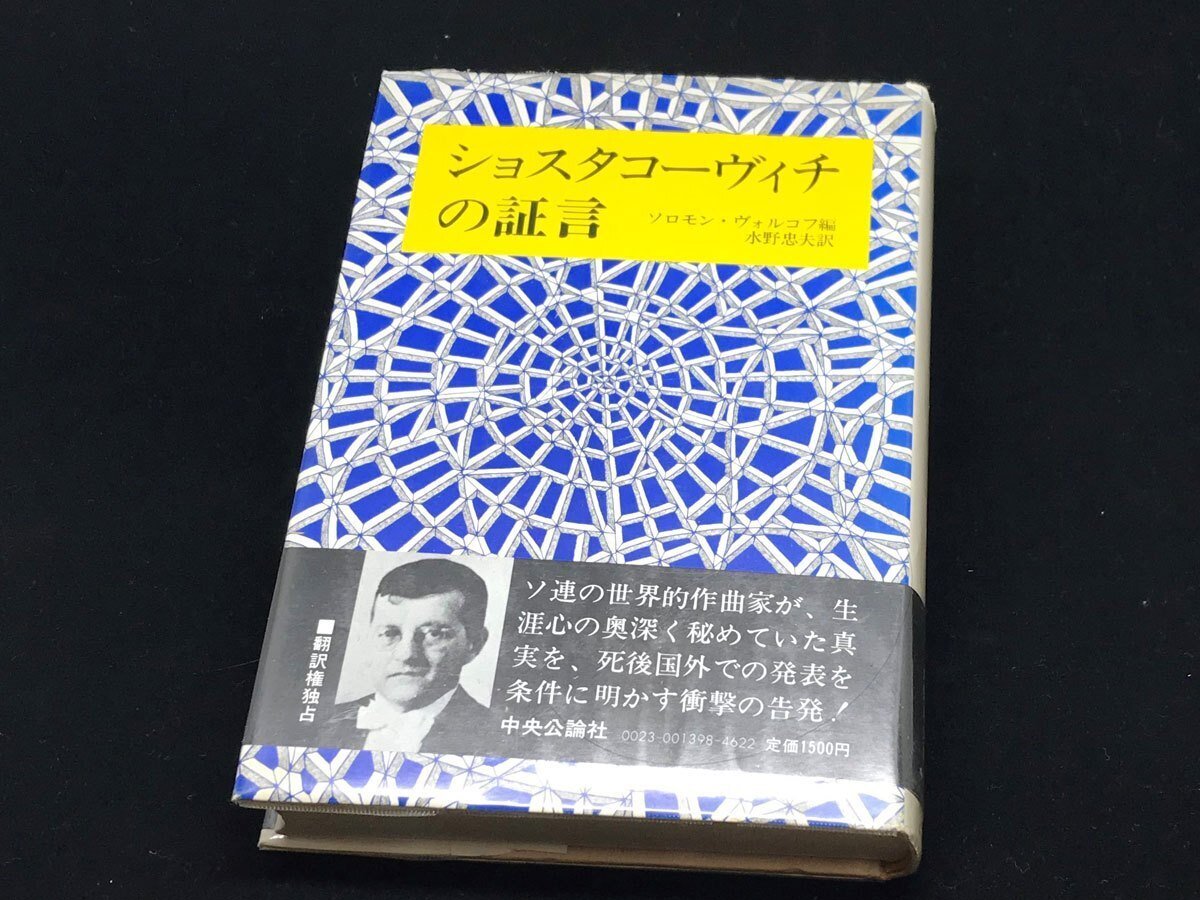 ショスタコーヴィチ
の証言
ソロモン・ヴォルコフ編
水野忠夫訳
■翻訳権独占
ソ連の世界的作曲家が、生
涯心の奥深く秘めていた真
実を、死後国外での発表を
条件に明かす衝撃の告発！
中央公論社 0023-001398-4622 定価1500円